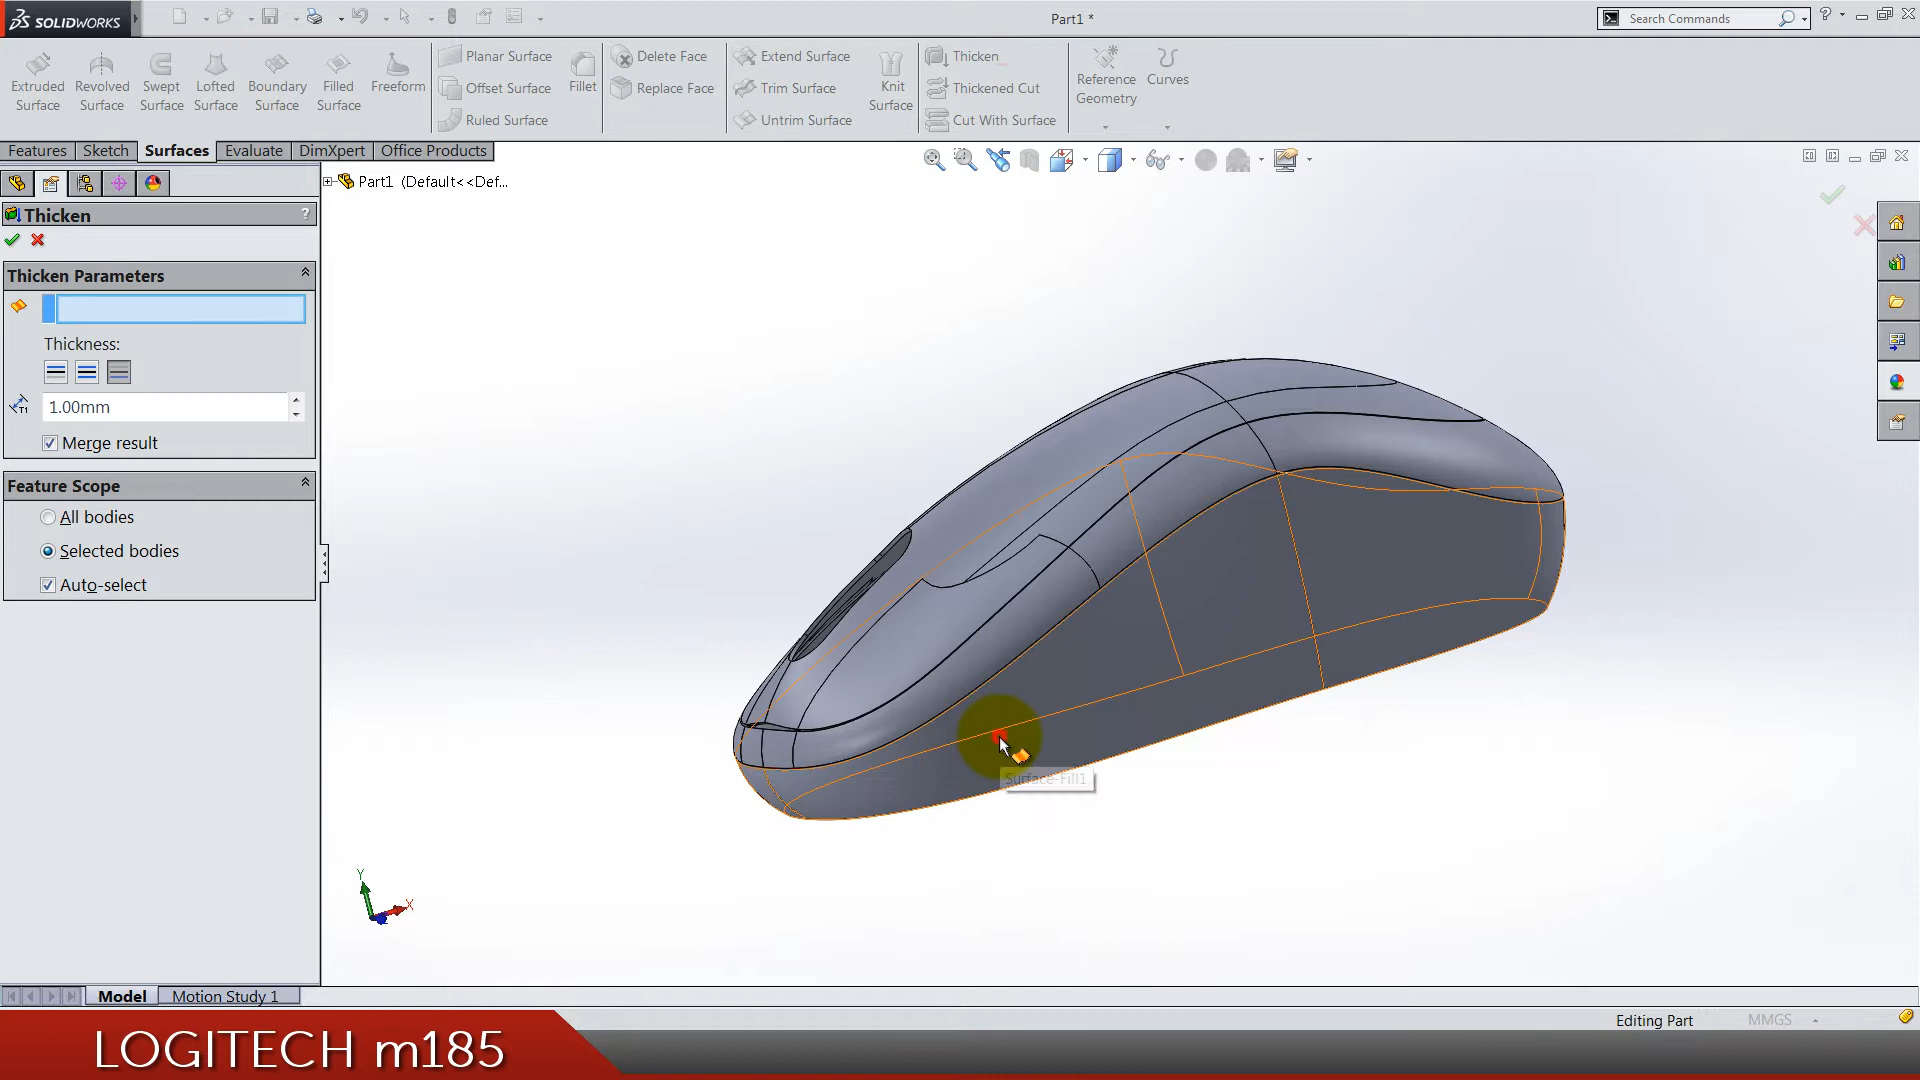 SOLIDWORKS
Part1 *
Search Commands
?
Extruded Surface
Revolved Surface
Swept Surface
Lofted Surface
Boundary Surface
Filled Surface
Freeform
Planar Surface
Offset Surface
Ruled Surface
Fillet
Delete Face
Replace Face
Extend Surface
Trim Surface
Untrim Surface
Knit Surface
Thicken
Thickened Cut
Cut With Surface
Reference Geometry
Curves
Features
Sketch
Surfaces
Evaluate
DimXpert
Office Products
Part1 (Default<<Def...
Thicken
?
Thicken Parameters
Thickness:
T1
1.00mm
Merge result
Feature Scope
All bodies
Selected bodies
Auto-select
Surface-Fill1
Y
X
Model
Motion Study 1
Editing Part
MMGS
LOGITECH m185